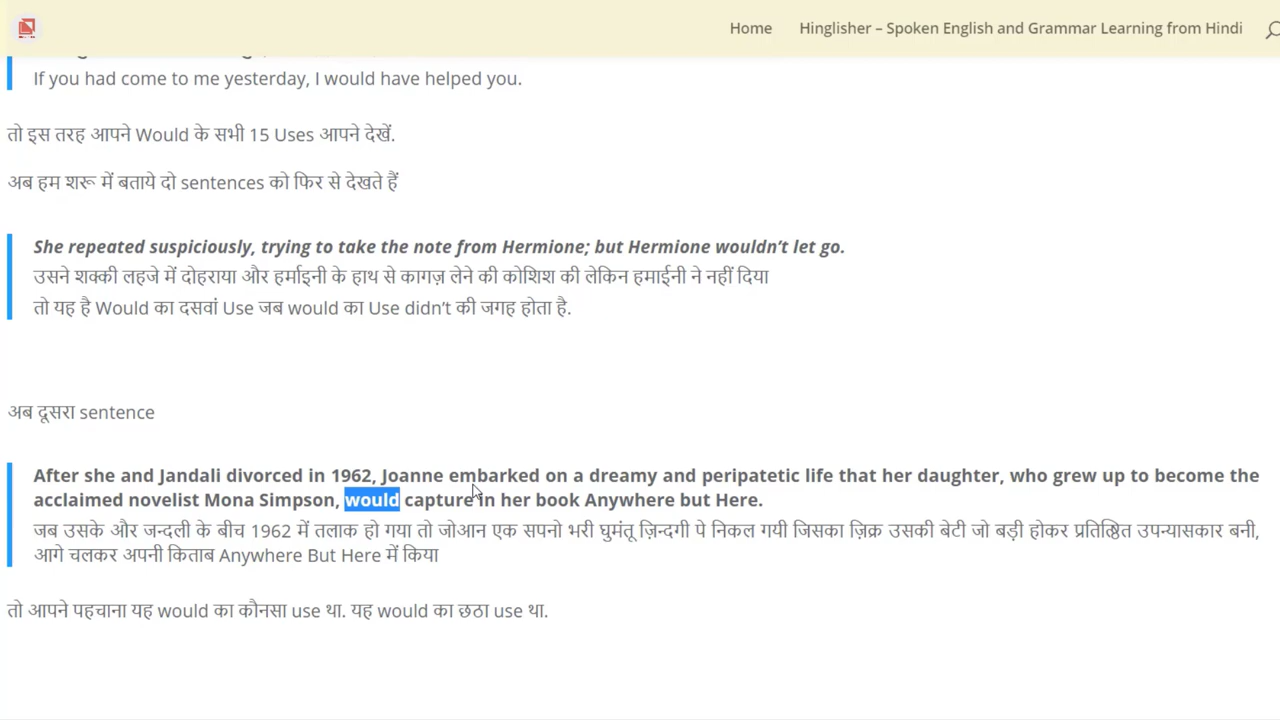 Home Hinglisher – Spoken English and Grammar Learning from Hindi
If you had come to me yesterday, I would have helped you.
तो इस तरह आपने Would के सभी 15 Uses आपने देखें.
अब हम शरू में बताये दो sentences को फिर से देखते हैं
She repeated suspiciously, trying to take the note from Hermione; but Hermione wouldn’t let go.
उसने शक्की लहजे में दोहराया और हर्माइनी के हाथ से कागज़ लेने की कोशिश की लेकिन हमाईनी ने नहीं दिया
तो यह है Would का दसवां Use जब would का Use didn’t की जगह होता है.
अब दूसरा sentence
After she and Jandali divorced in 1962, Joanne embarked on a dreamy and peripatetic life that her daughter, who grew up to become the
acclaimed novelist Mona Simpson, would capture in her book Anywhere but Here.
जब उसके और जन्दली के बीच 1962 में तलाक हो गया तो जोआन एक सपनो भरी घुमंतू ज़िन्दगी पे निकल गयी जिसका ज़िक्र उसकी बेटी जो बड़ी होकर प्रतिष्ठित उपन्यासकार बनी,
आगे चलकर अपनी किताब Anywhere But Here में किया
तो आपने पहचाना यह would का कौनसा use था. यह would का छठा use था.